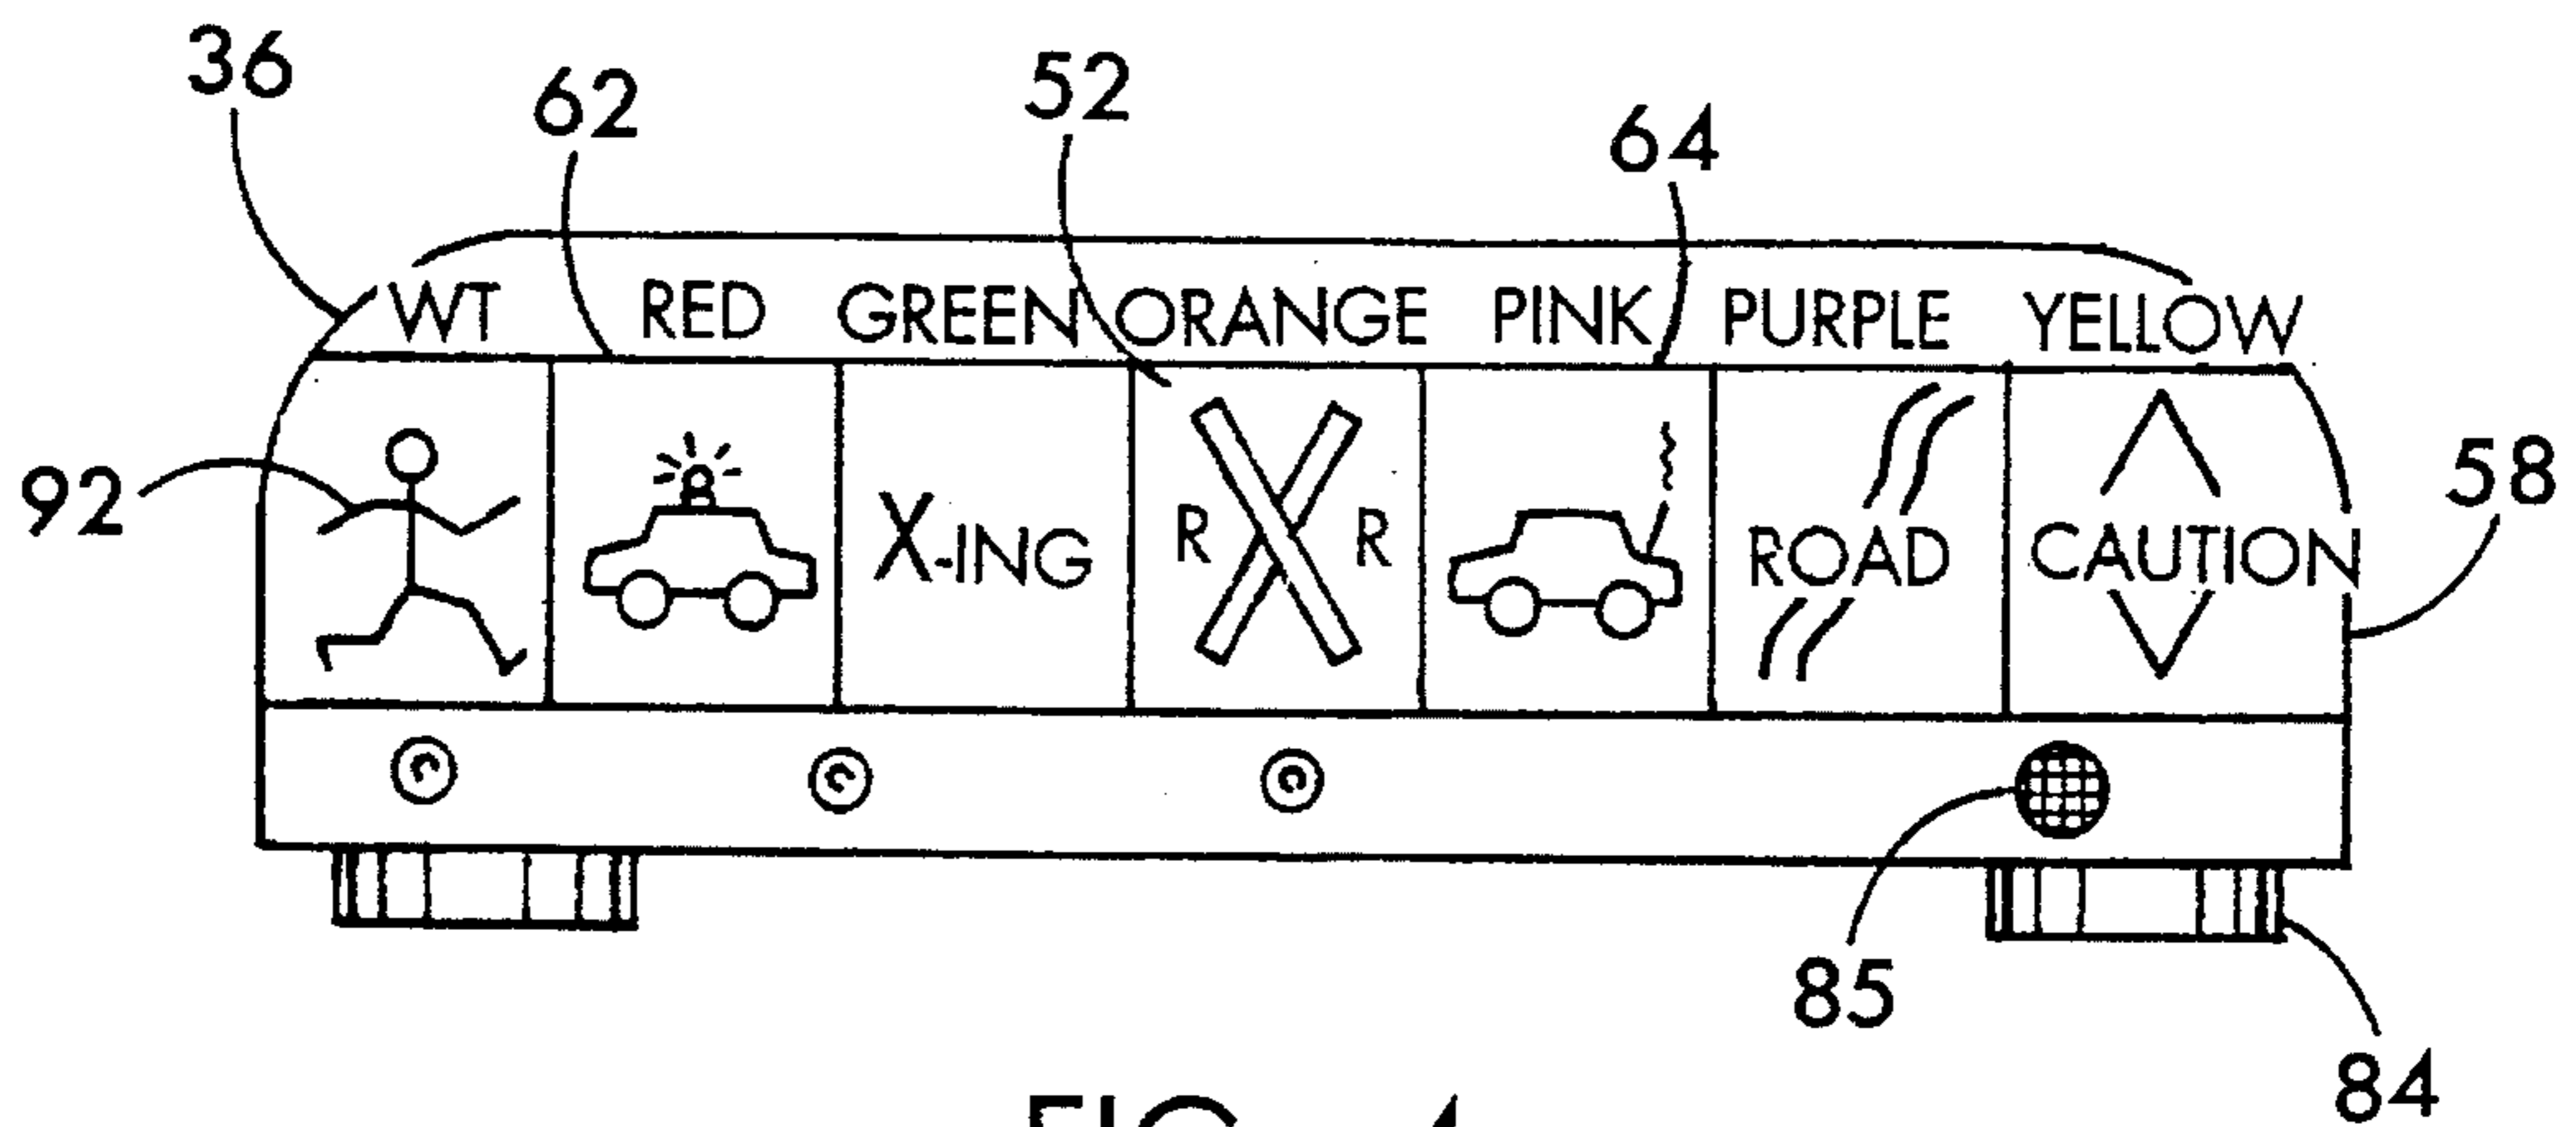 36
62
52
64
WT RED GREEN ORANGE PINK PURPLE YELLOW
92
58
X-ING
R R
ROAD
CAUTION
C C C
85
84